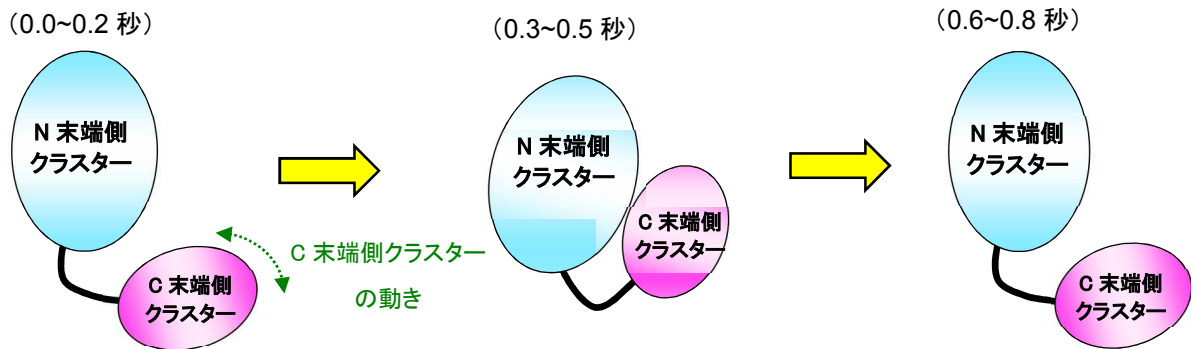 （0.0~0.2 秒）
N 末端側
クラスター
C 末端側
クラスター
C 末端側クラスター
の動き
（0.3~0.5 秒）
N 末端側
クラスター
C 末端側
クラスター
（0.6~0.8 秒）
N 末端側
クラスター
C 末端側
クラスター